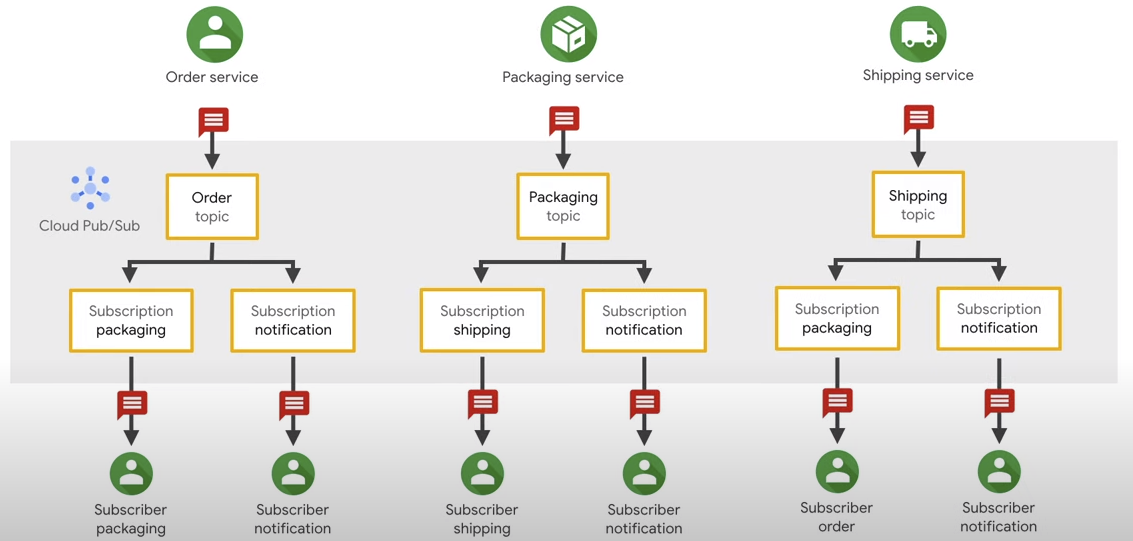 Order service
Packaging service
Shipping service
Cloud Pub/Sub
Order
topic
Packaging
topic
Shipping
topic
Subscription
packaging
Subscription
notification
Subscription
shipping
Subscription
notification
Subscription
packaging
Subscription
notification
Subscriber
packaging
Subscriber
notification
Subscriber
shipping
Subscriber
notification
Subscriber
order
Subscriber
notification